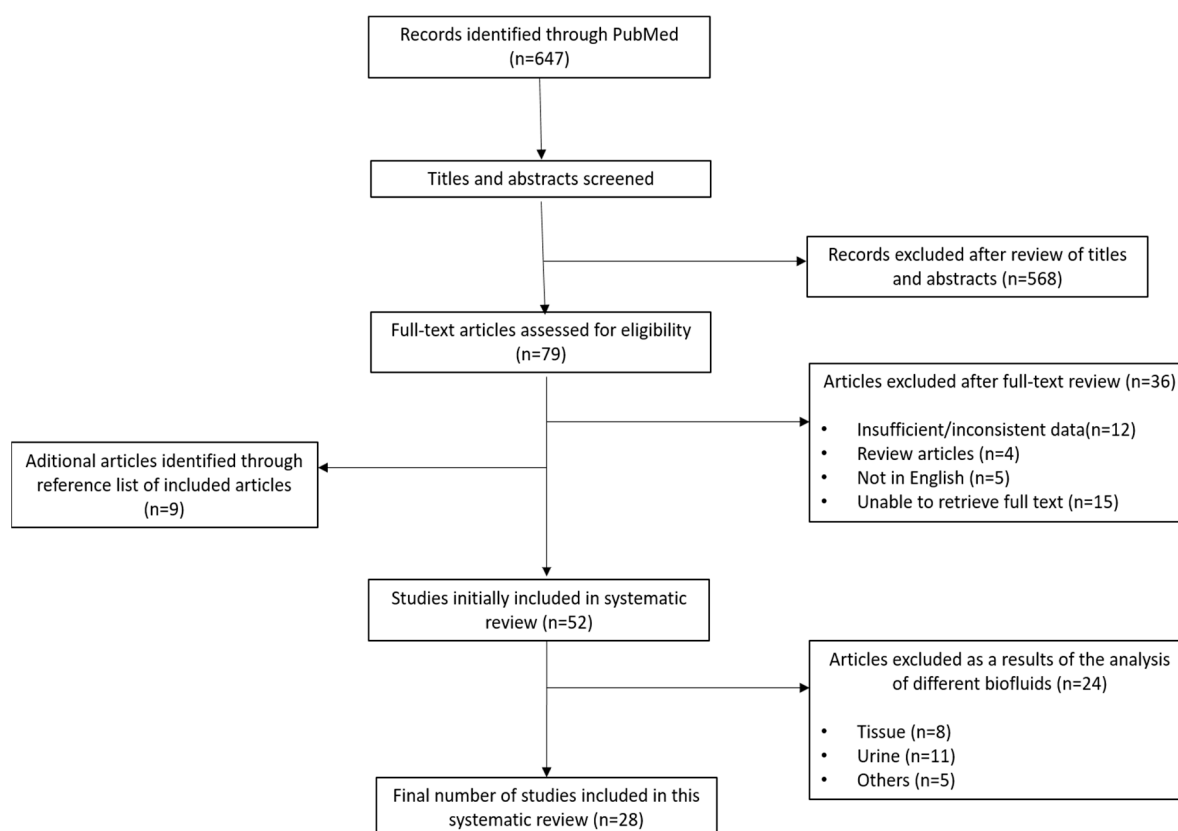 Records identified through PubMed
(n=647)
Titles and abstracts screened
Records excluded after review of titles
and abstracts (n=568)
Full-text articles assessed for eligibility
(n=79)
Articles excluded after full-text review (n=36)
• Insufficient/inconsistent data(n=12)
• Review articles (n=4)
• Not in English (n=5)
• Unable to retrieve full text (n=15)
Aditional articles identified through
reference list of included articles
(n=9)
Studies initially included in systematic
review (n=52)
Articles excluded as a results of the analysis
of different biofluids (n=24)
• Tissue (n=8)
• Urine (n=11)
• Others (n=5)
Final number of studies included in this
systematic review (n=28)